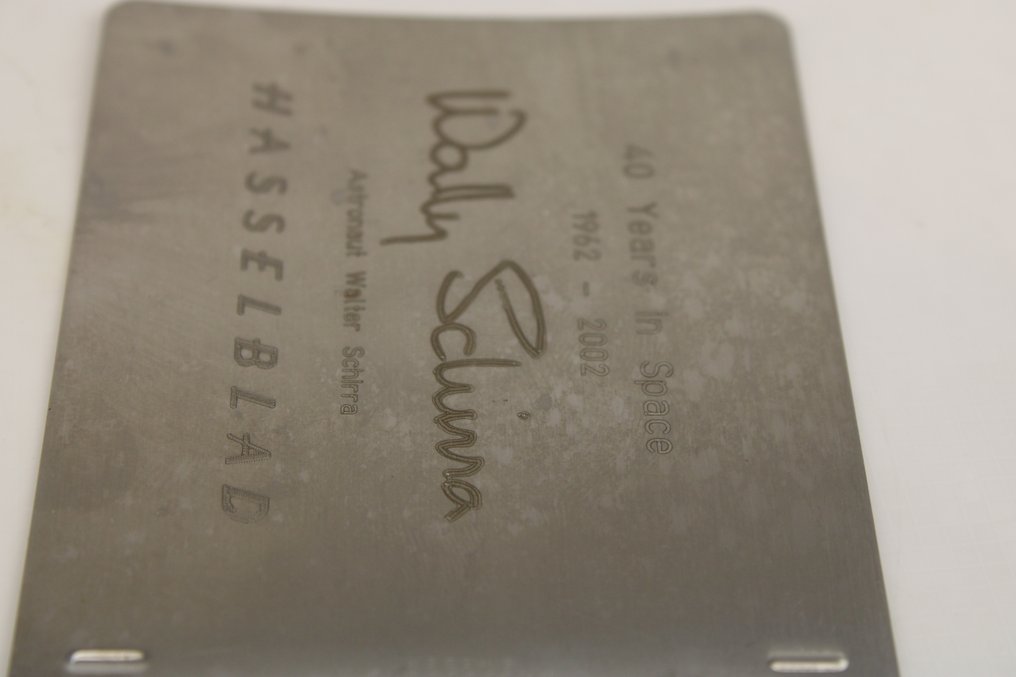 40 Years in Space
1962 - 2002
Wally Schirra
Astronaut Walter Schirra
HASSELBLAD